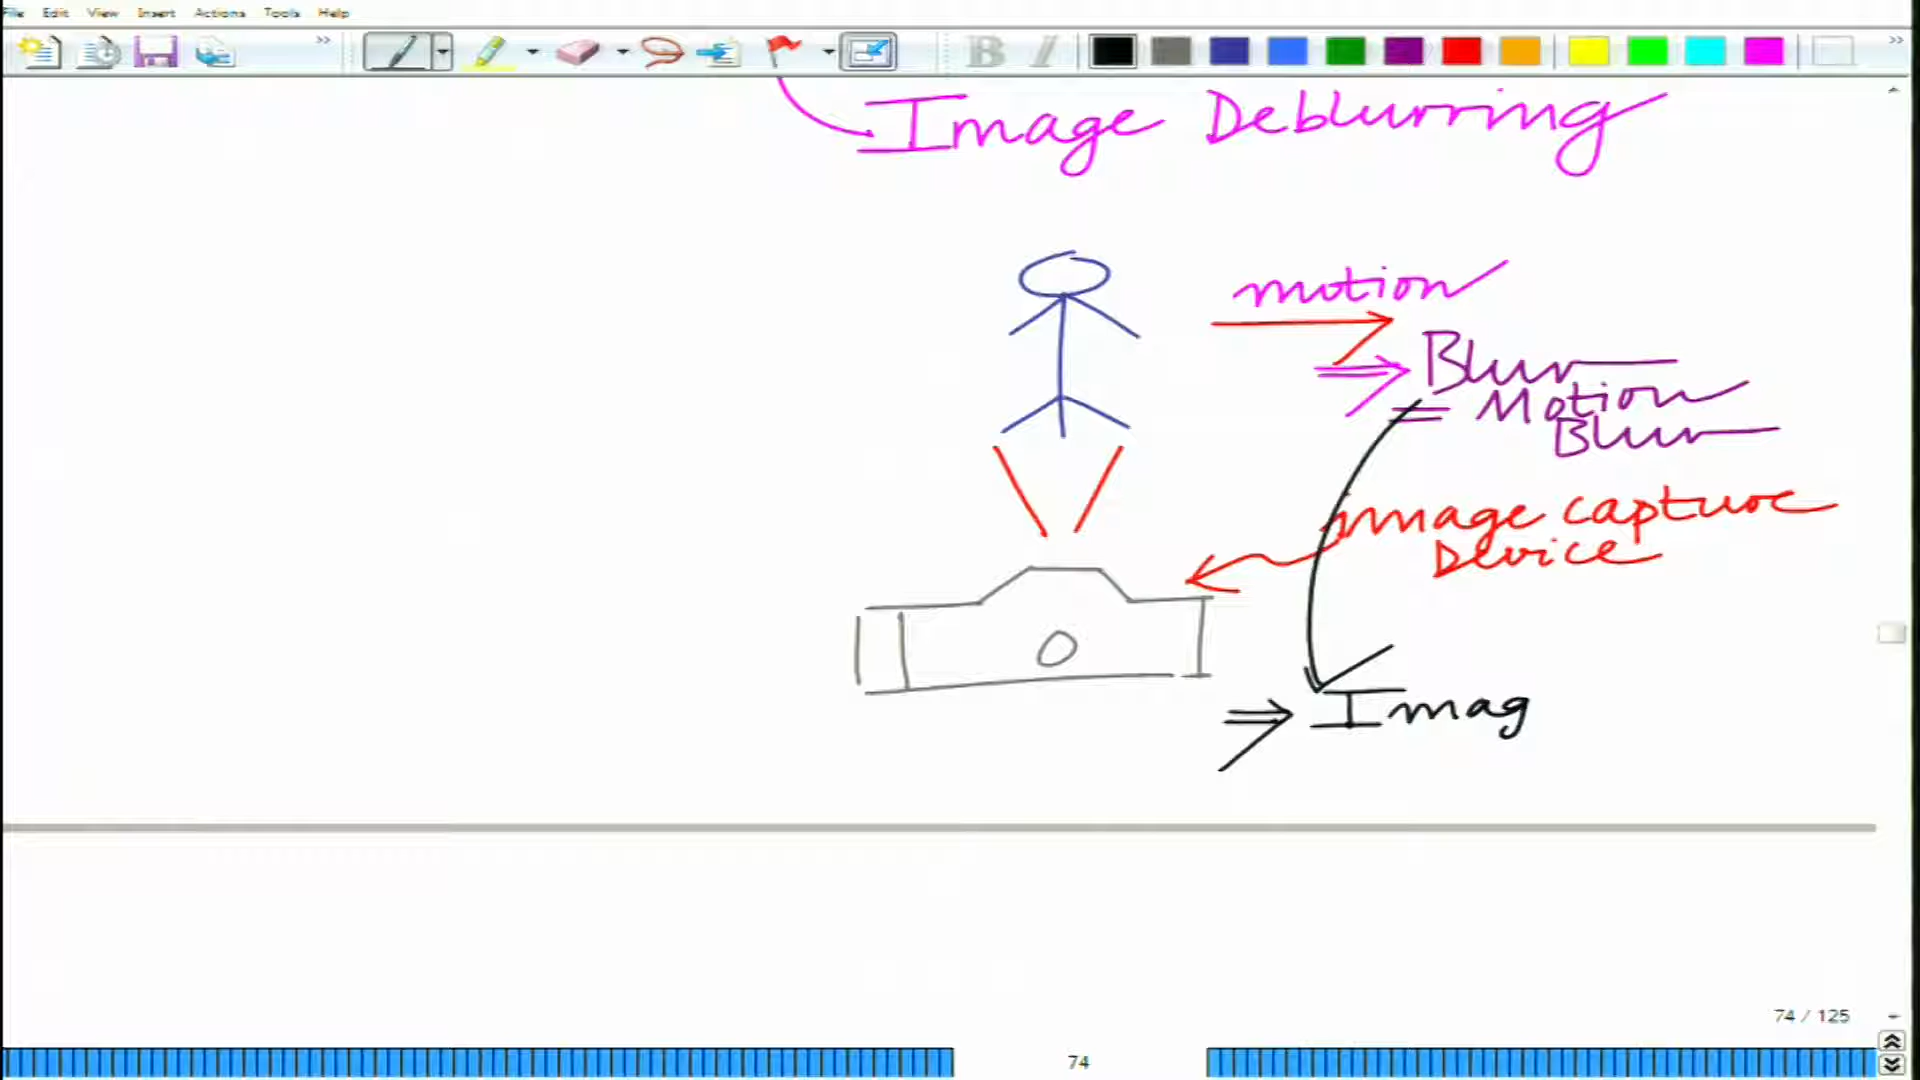 File Edit View Insert Actions Tools Help
B I
Image Deblurring
motion
Blur
= Motion
Blur
image capture
Device
⇒ Imag
74 / 125
74